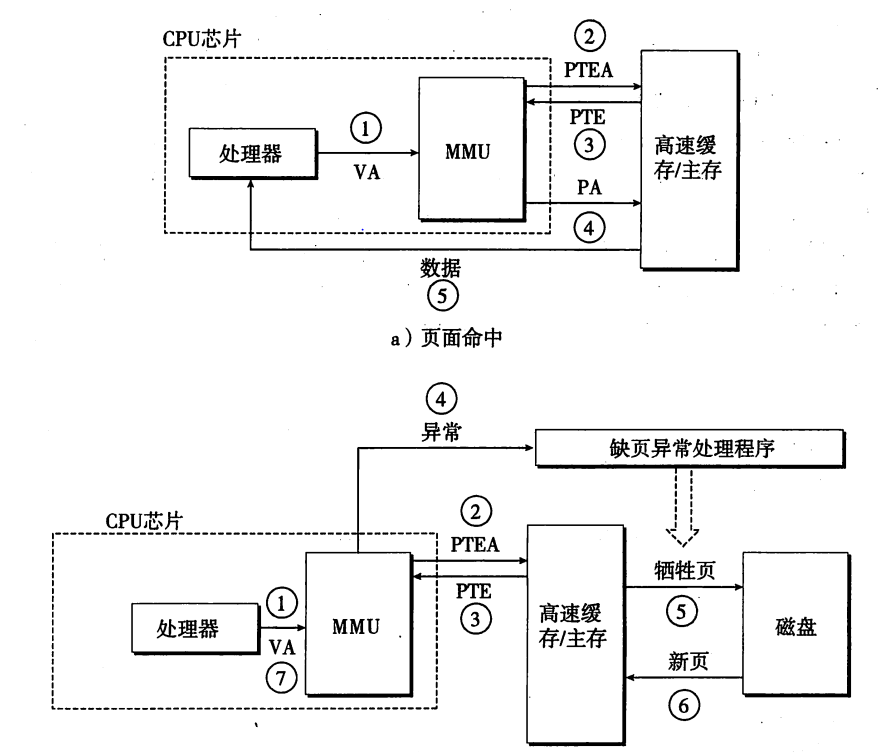 CPU芯片
②
PTEA
①
处理器
VA
MMU
PTE
③
高速缓
存/主存
PA
④
数据
⑤
a）页面命中
④
异常
缺页异常处理程序
CPU芯片
②
PTEA
①
处理器
VA
⑦
MMU
PTE
③
高速缓
存/主存
牺牲页
⑤
新页
⑥
磁盘